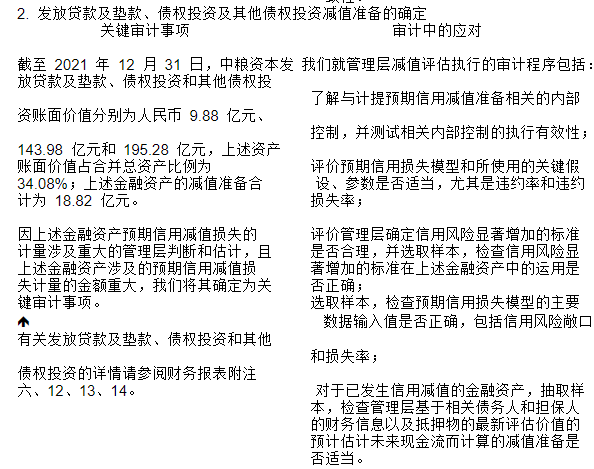 2. 发放贷款及垫款、债权投资及其他债权投资减值准备的确定
关键审计事项
审计中的应对
截至 2021 年 12 月 31 日，中粮资本发
放贷款及垫款、债权投资和其他债权投
资账面价值分别为人民币 9.88 亿元、
143.98 亿元和 195.28 亿元，上述资产
账面价值占合并总资产比例为
34.08%；上述金融资产的减值准备合
计为 18.82 亿元。
因上述金融资产预期信用减值损失的
计量涉及重大的管理层判断和估计，且
上述金融资产涉及的预期信用减值损
失计量的金额重大，我们将其确定为关
键审计事项。
有关发放贷款及垫款、债权投资和其他
债权投资的详情请参阅财务报表附注
六、12、13、14。
我们就管理层减值评估执行的审计程序包括：
了解与计提预期信用减值准备相关的内部
控制，并测试相关内部控制的执行有效性；
评价预期信用损失模型和所使用的关键假
设、参数是否适当，尤其是违约率和违约
损失率；
评价管理层确定信用风险显著增加的标准
是否合理，并选取样本，检查信用风险显
著增加的标准在上述金融资产中的运用是
否正确；
选取样本，检查预期信用损失模型的主要
数据输入值是否正确，包括信用风险敞口
和损失率；
对于已发生信用减值的金融资产，抽取样
本，检查管理层基于相关债务人和担保人
的财务信息以及抵押物的最新评估价值的
预计估计未来现金流而计算的减值准备是
否适当。